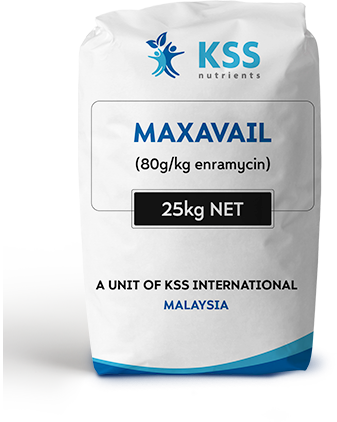 KSS
nutrients
MAXAVAIL
(80g/kg enramycin)
25kg NET
A UNIT OF KSS INTERNATIONAL
MALAYSIA